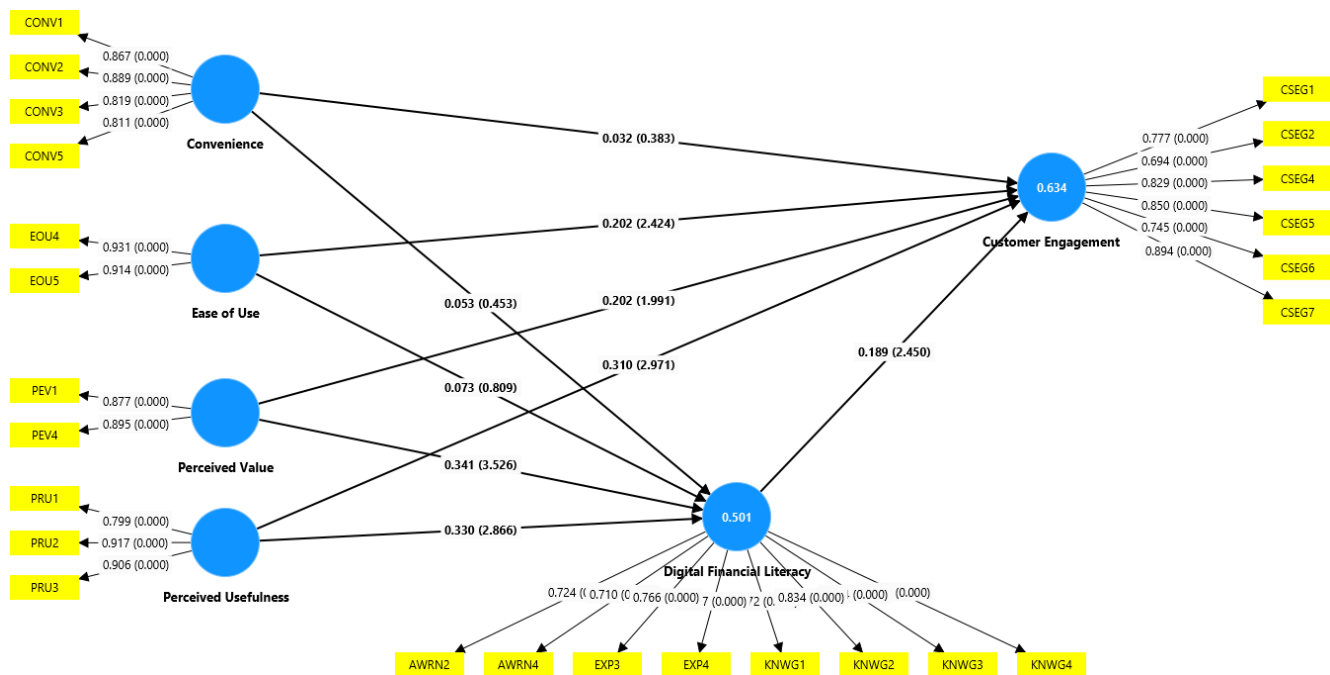 CONV1
CONV2
CONV3
CONV5
0.867 (0.000)
0.889 (0.000)
0.819 (0.000)
0.811 (0.000)
Convenience
EOU4
EOU5
0.931 (0.000)
0.914 (0.000)
Ease of Use
PEV1
PEV4
0.877 (0.000)
0.895 (0.000)
Perceived Value
PRU1
PRU2
PRU3
0.799 (0.000)
0.917 (0.000)
0.906 (0.000)
Perceived Usefulness
0.032 (0.383)
0.202 (2.424)
0.053 (0.453)
0.202 (1.991)
0.310 (2.971)
0.073 (0.809)
0.341 (3.526)
0.330 (2.866)
0.189 (2.450)
0.634
Customer Engagement
0.777 (0.000)
0.694 (0.000)
0.829 (0.000)
0.850 (0.000)
0.745 (0.000)
0.894 (0.000)
CSEG1
CSEG2
CSEG4
CSEG5
CSEG6
CSEG7
0.501
Digital Financial Literacy
0.724
0.710
0.766 (0.000)
(0.000)
0.834 (0.000)
(0.000)
(0.000)
AWRN2
AWRN4
EXP3
EXP4
KNWG1
KNWG2
KNWG3
KNWG4